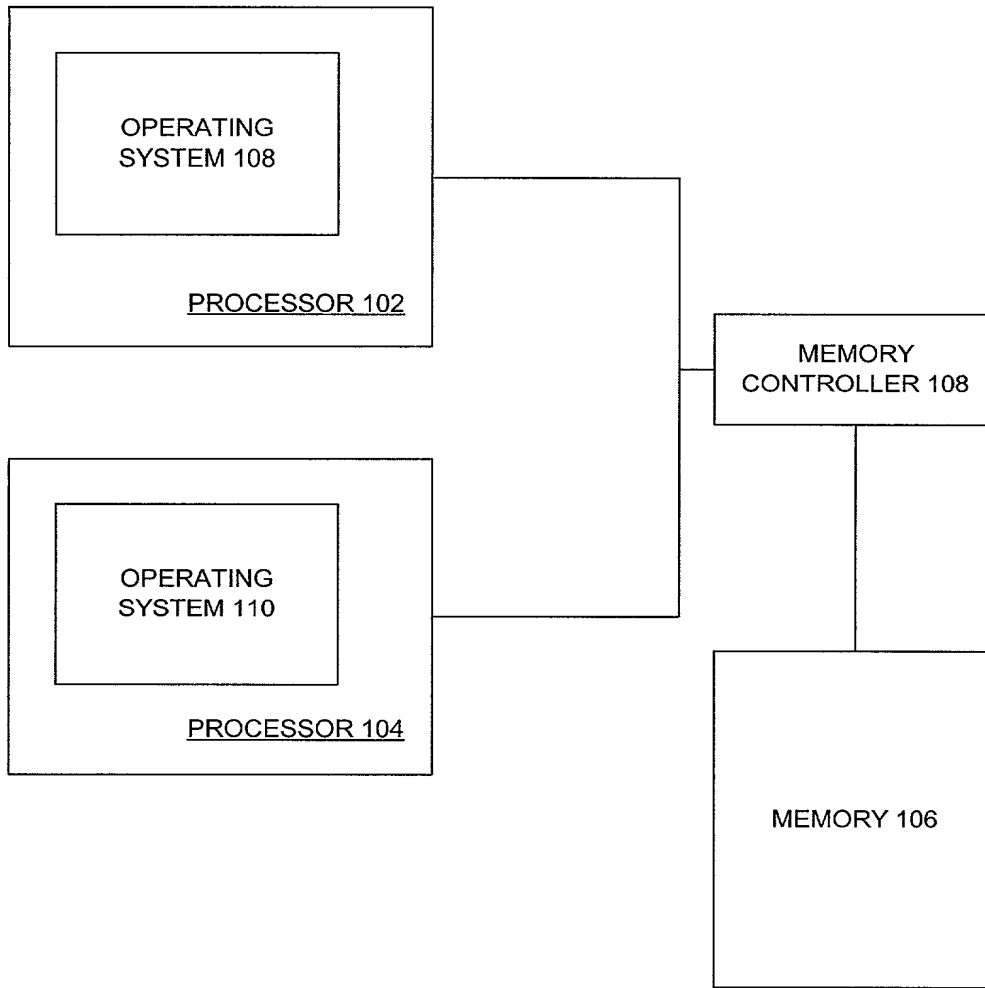 OPERATING
SYSTEM 108
PROCESSOR 102
MEMORY
CONTROLLER 108
OPERATING
SYSTEM 110
PROCESSOR 104
MEMORY 106